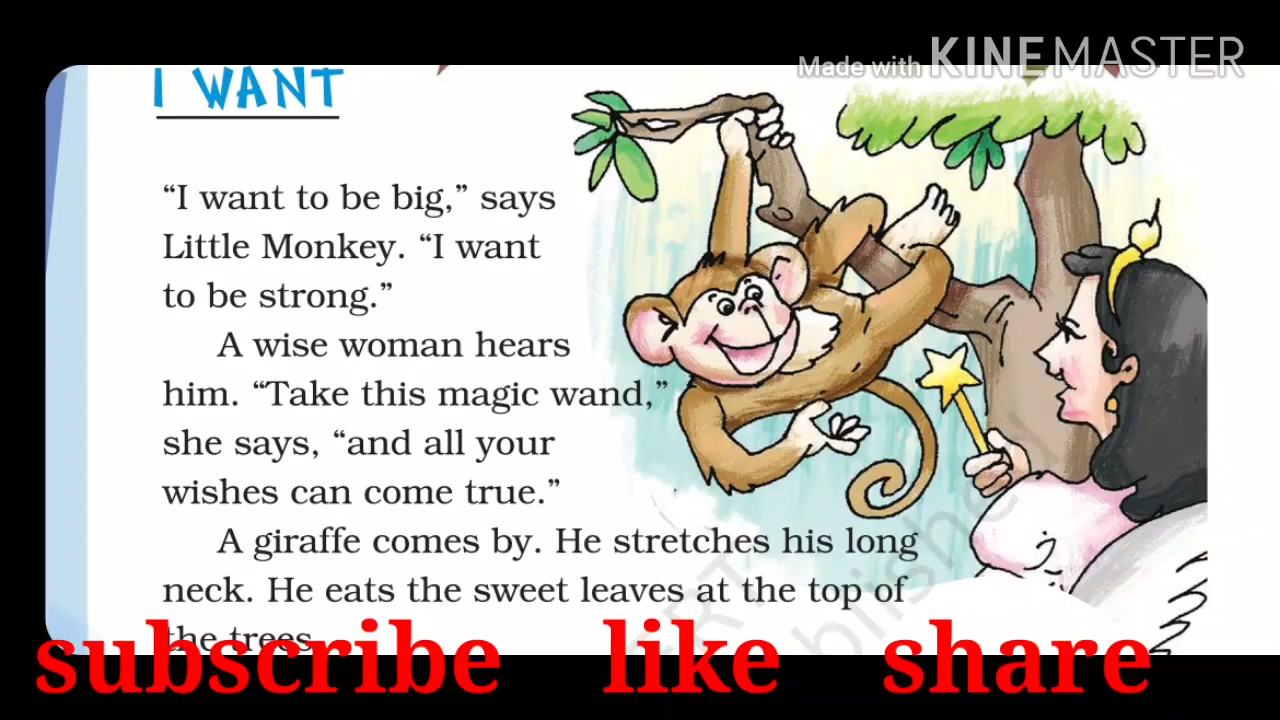 Made with KINEMASTER
I WANT
“I want to be big,” says
Little Monkey. “I want
to be strong.”
A wise woman hears
him. “Take this magic wand,”
she says, “and all your
wishes can come true.”
A giraffe comes by. He stretches his long
neck. He eats the sweet leaves at the top of
the trees
subscribe like share